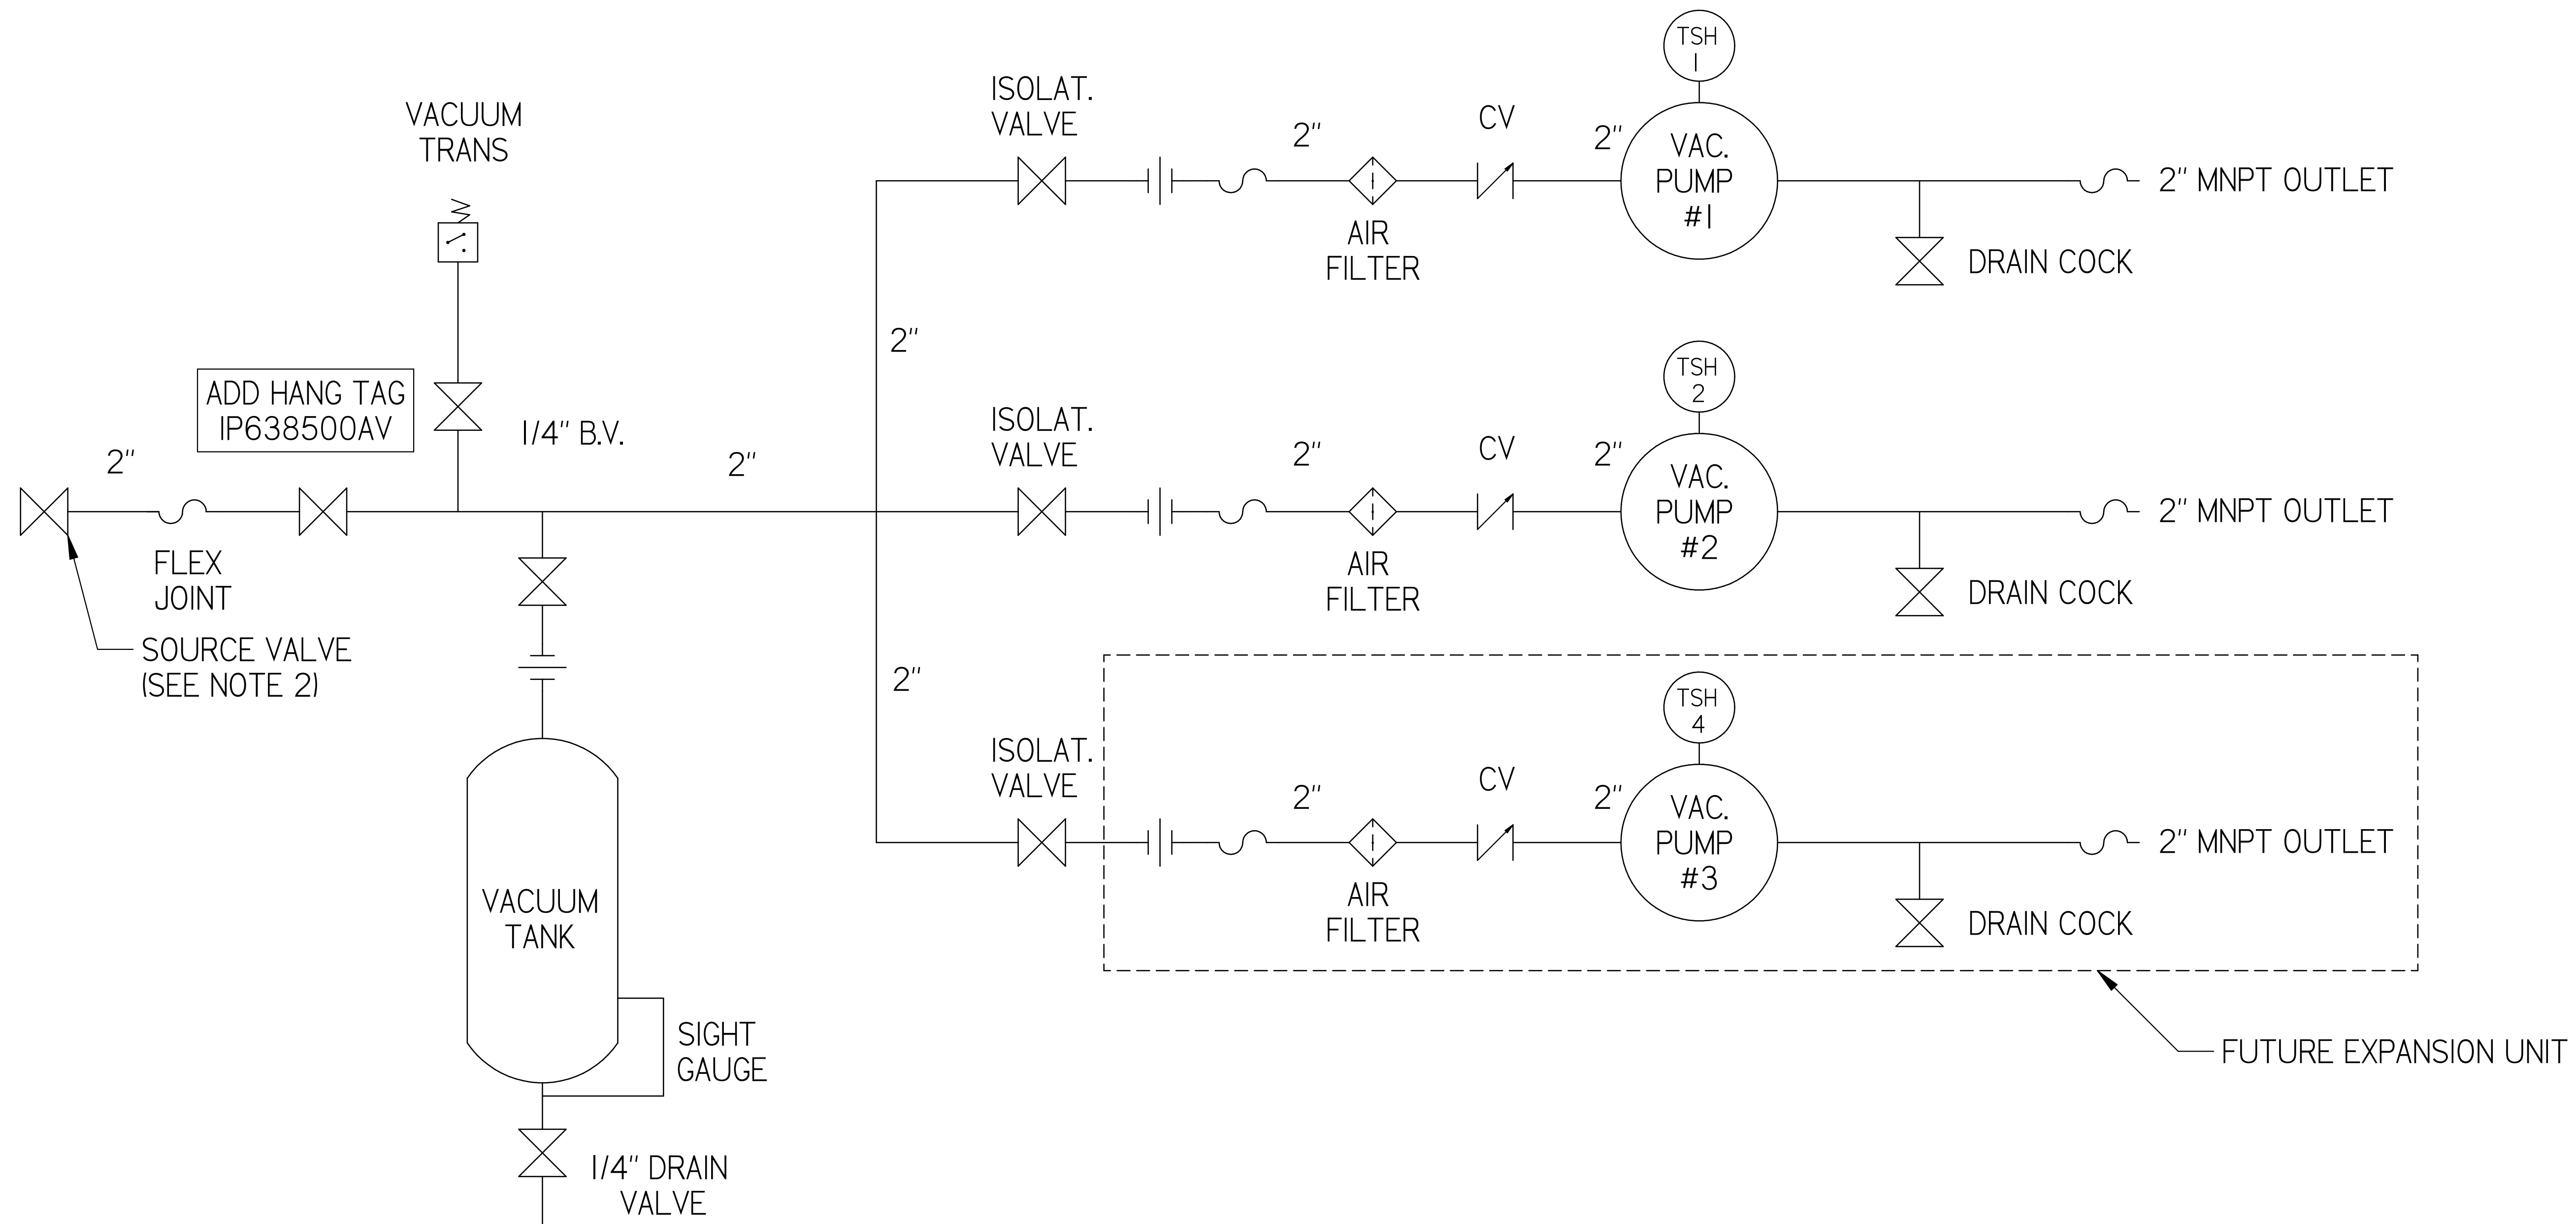 TSH
1
ISOLAT.
VALVE
2"
CV
2"
VAC.
PUMP
#1
2" MNPT OUTLET
AIR
FILTER
DRAIN COCK
VACUUM
TRANS
ADD HANG TAG
IP638500AV
1/4" B.V.
2"
2"
2"
FLEX
JOINT
SOURCE VALVE
(SEE NOTE 2)
TSH
2
ISOLAT.
VALVE
2"
CV
2"
VAC.
PUMP
#2
2" MNPT OUTLET
AIR
FILTER
DRAIN COCK
2"
TSH
4
ISOLAT.
VALVE
2"
CV
2"
VAC.
PUMP
#3
2" MNPT OUTLET
AIR
FILTER
DRAIN COCK
VACUUM
TANK
SIGHT
GAUGE
FUTURE EXPANSION UNIT
1/4" DRAIN
VALVE